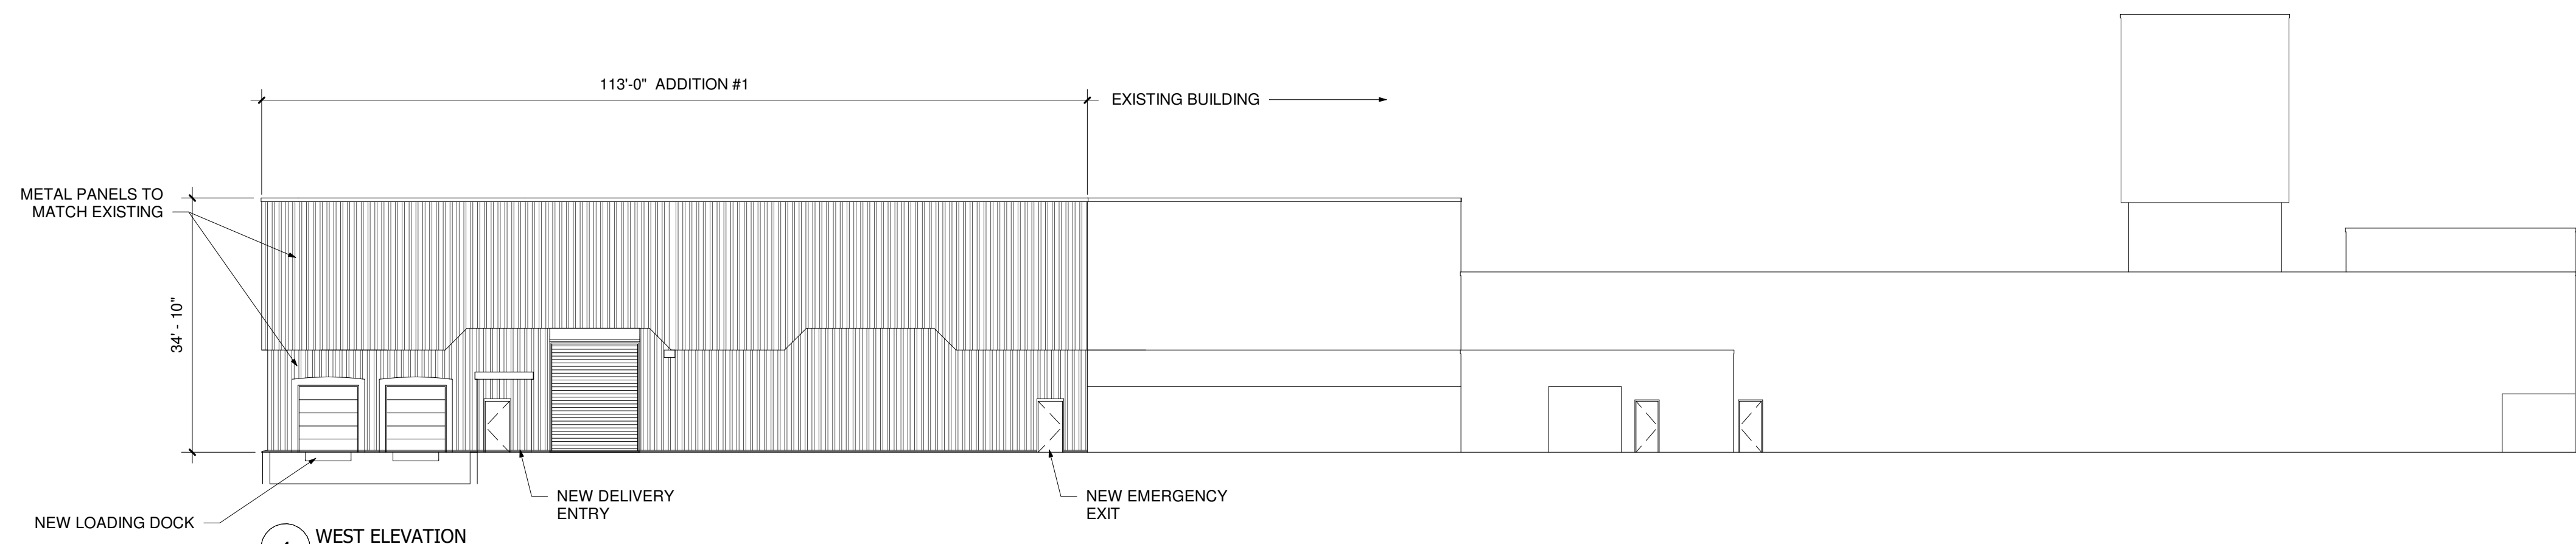 113'-0" ADDITION #1
EXISTING BUILDING
METAL PANELS TO
MATCH EXISTING
34' - 10"
NEW DELIVERY
ENTRY
NEW EMERGENCY
EXIT
NEW LOADING DOCK
WEST ELEVATION